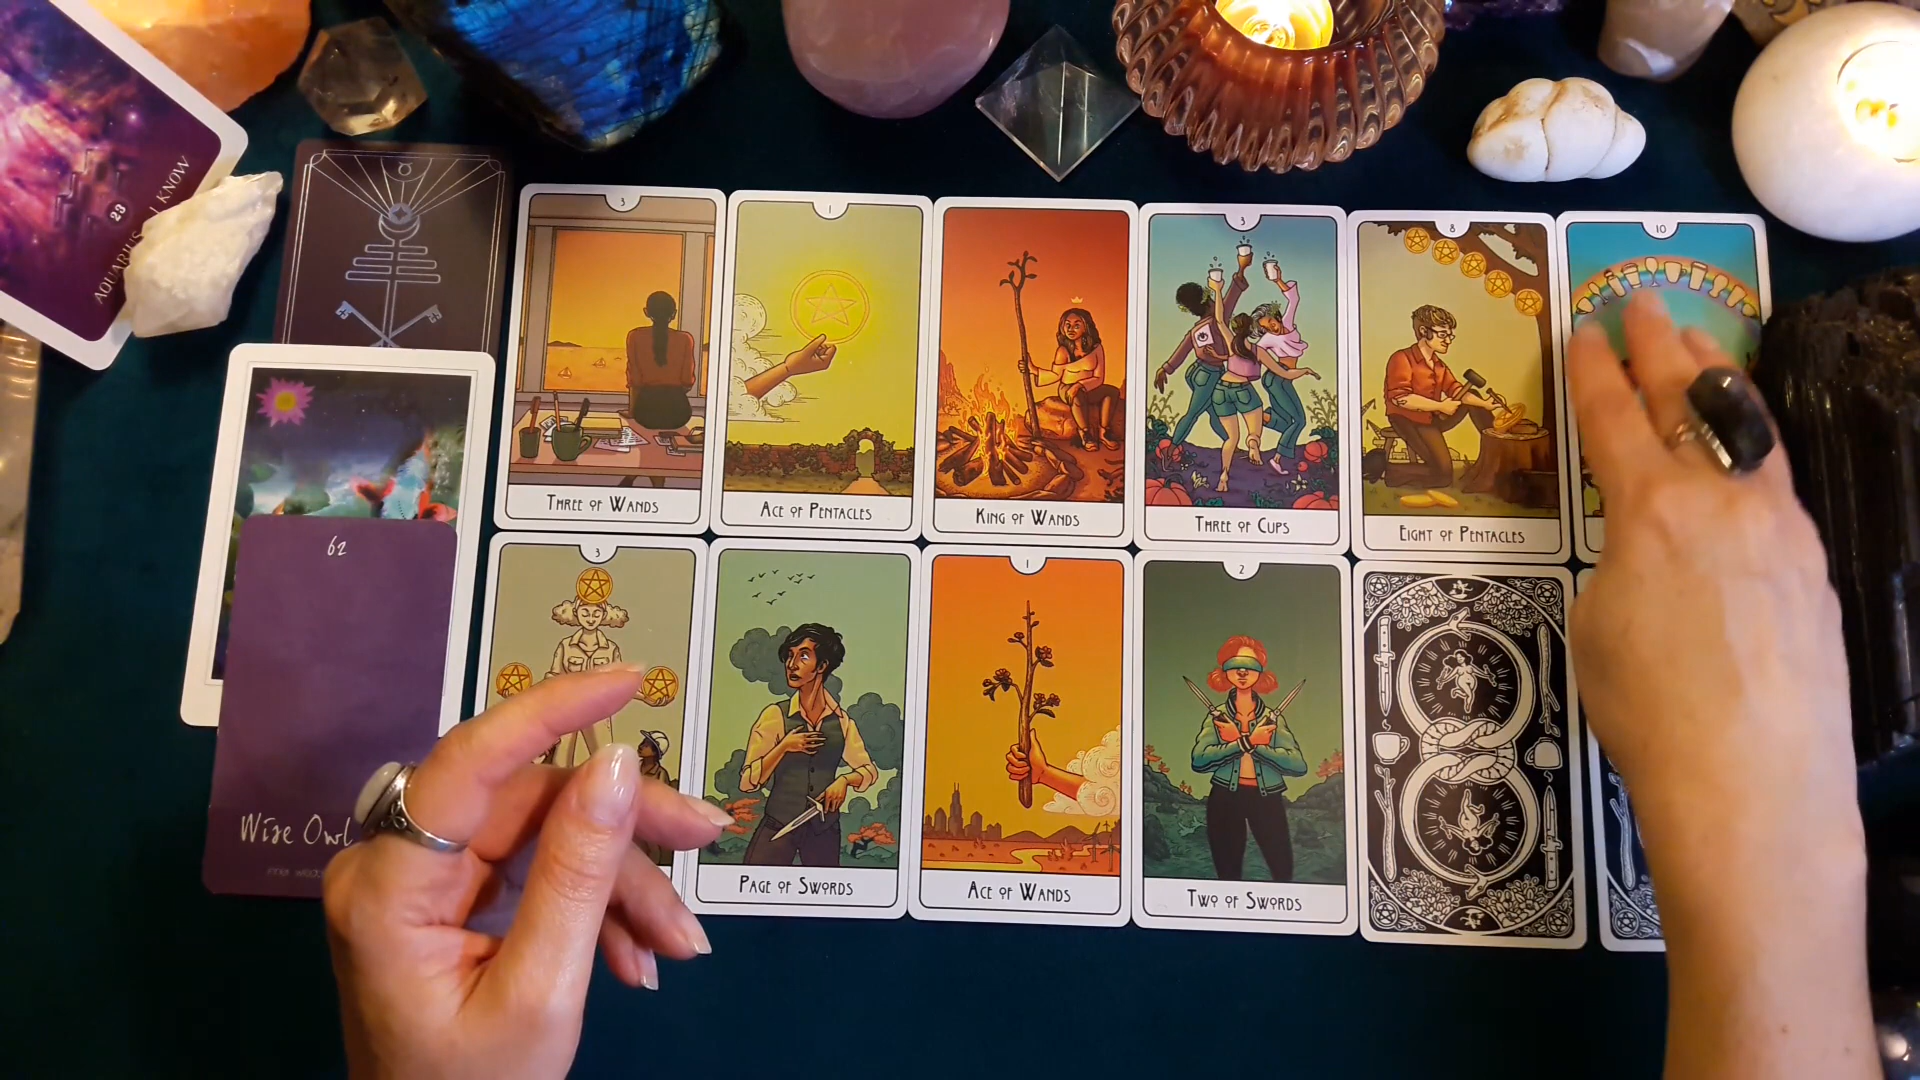 AQUARIUS I KNOW
23
3
THREE OF WANDS
1
ACE OF PENTACLES
KING OF WANDS
3
THREE OF CUPS
8
EIGHT OF PENTACLES
10
62
Wise Owl
3
PAGE OF SWORDS
1
ACE OF WANDS
2
TWO OF SWORDS